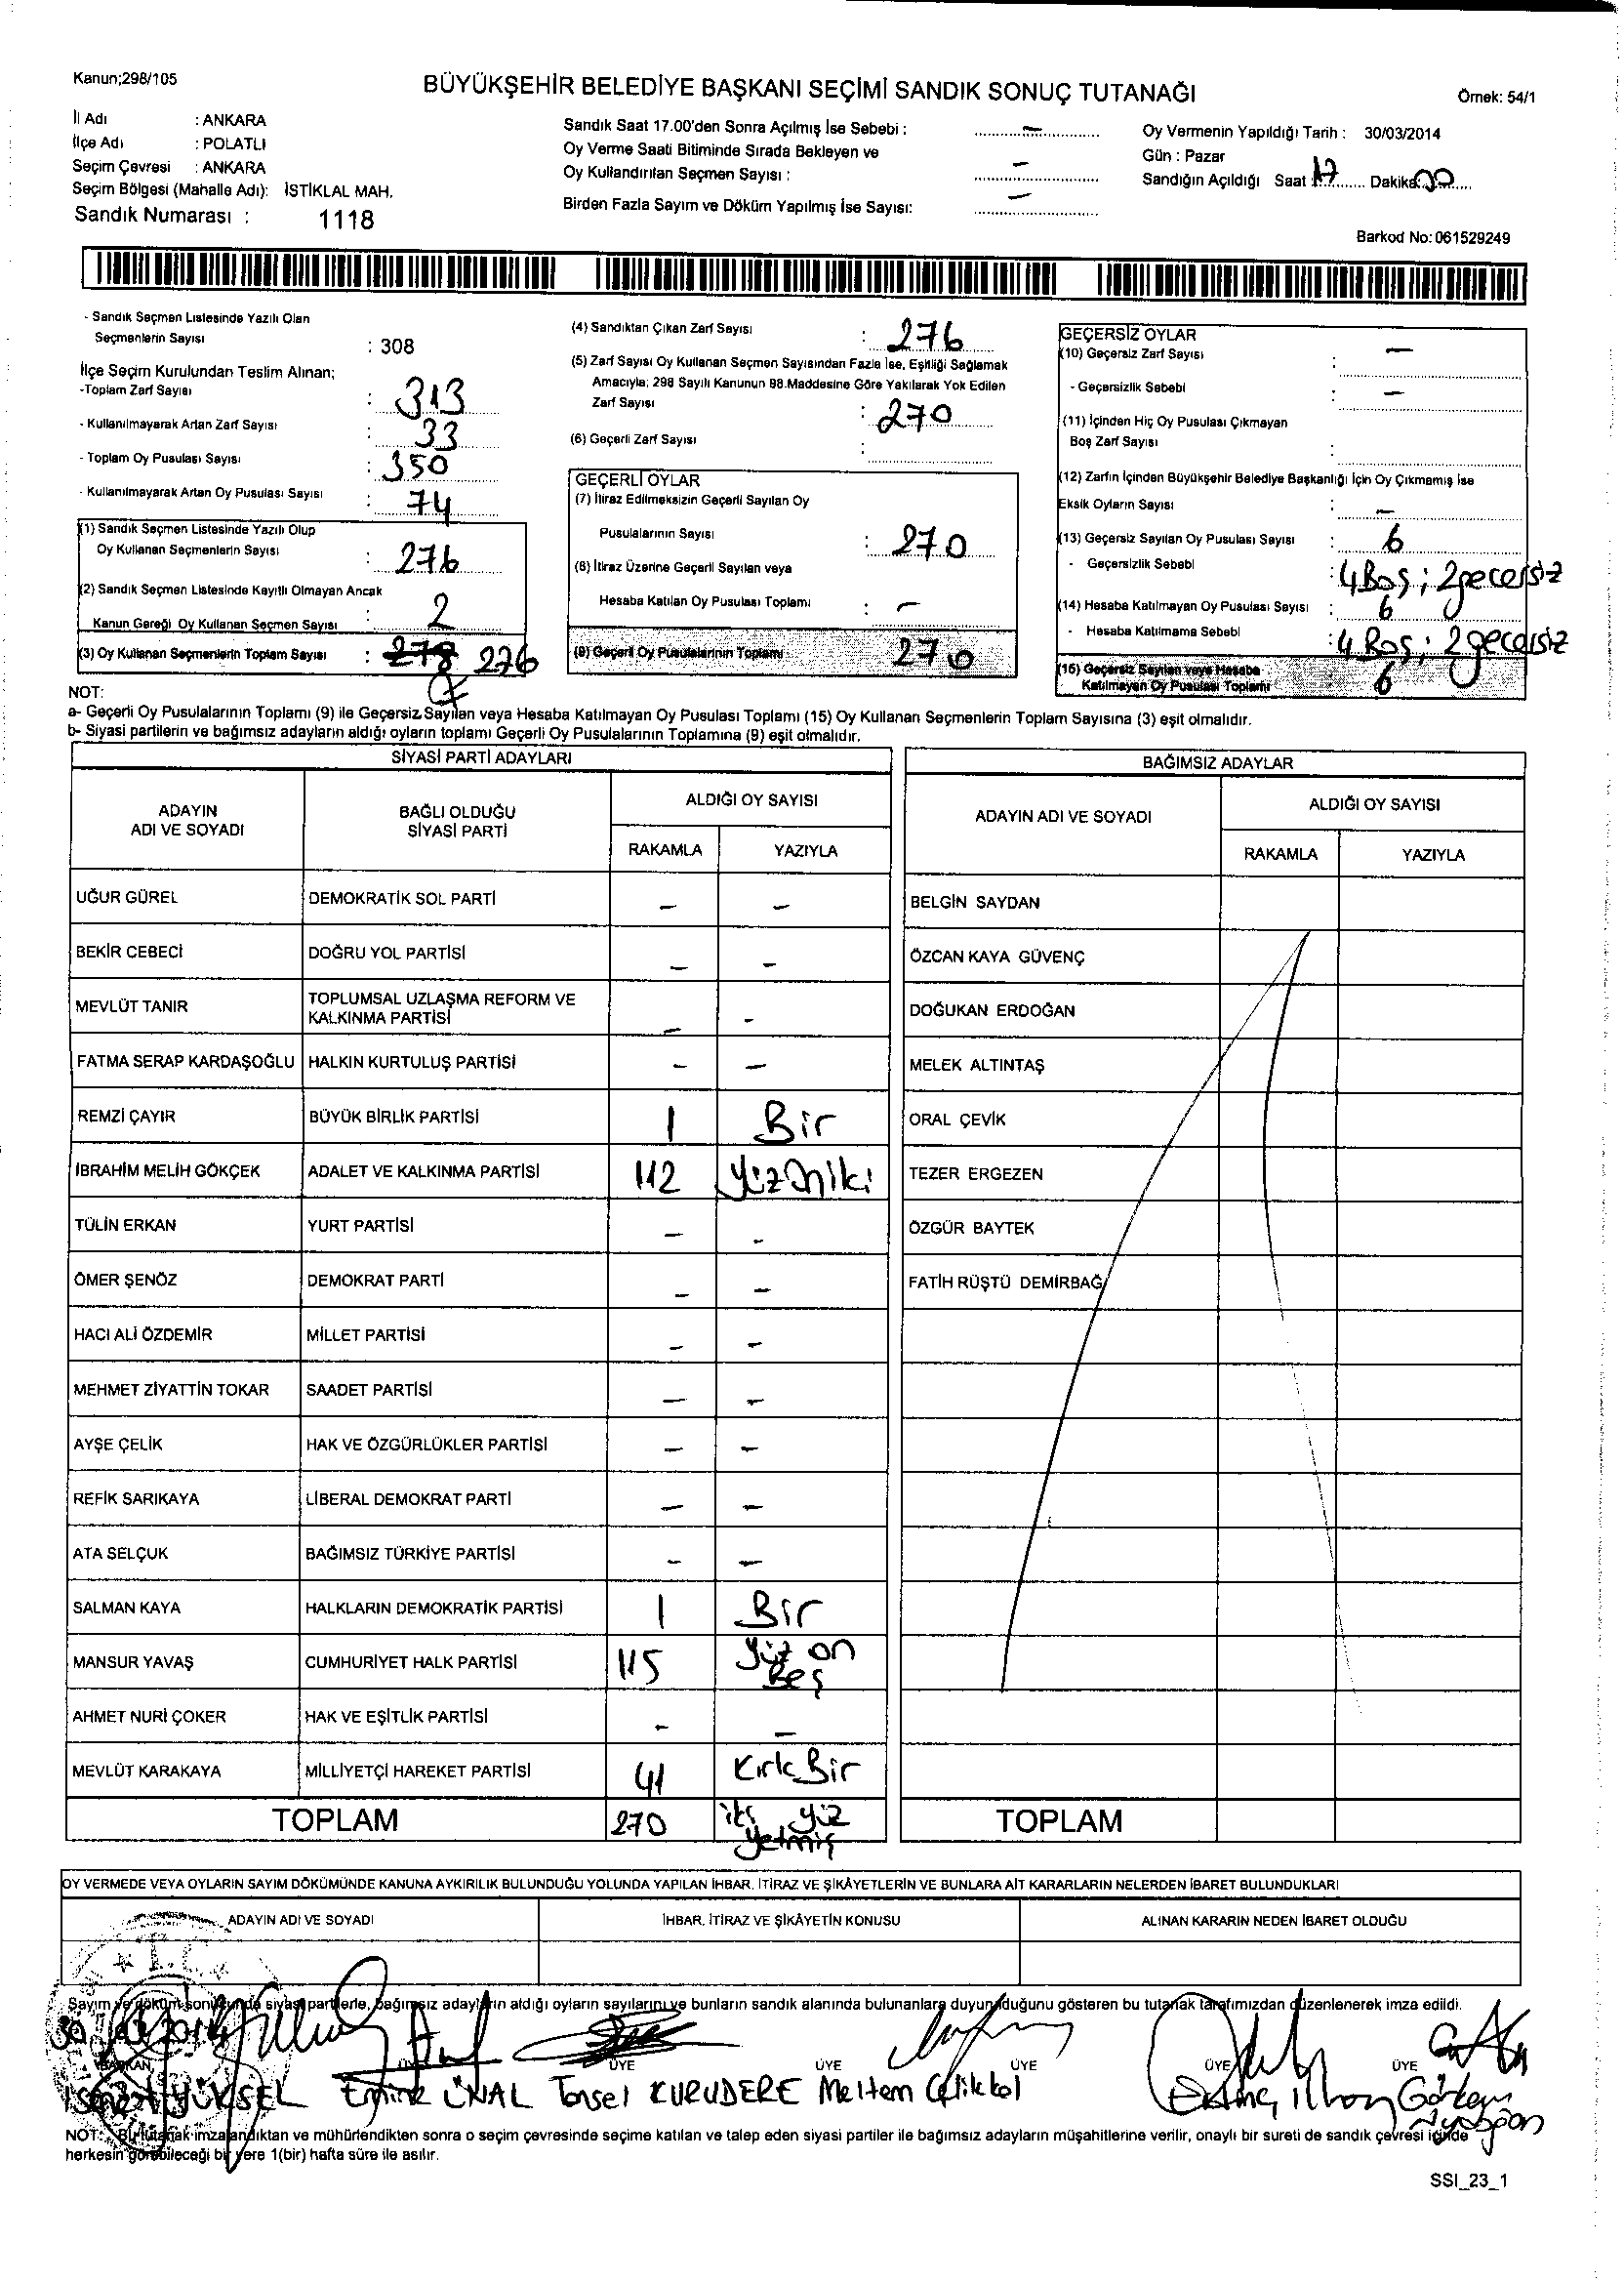 Kanun;298/105
BÜYÜKŞEHİR BELEDİYE BAŞKANI SEÇİMİ SANDIK SONUÇ TUTANAĞI
Örnek: 54/1
İl Adı : ANKARA
İlçe Adı : POLATLI
Seçim Çevresi : ANKARA
Seçim Bölgesi (Mahalle Adı): İSTİKLAL MAH.
Sandık Numarası : 1118
Sandık Saat 17.00'den Sonra Açılmış İse Sebebi : –
Oy Verme Saati Bitiminde Sırada Bekleyen ve
Oy Kullandırılan Seçmen Sayısı : –
Birden Fazla Sayım ve Döküm Yapılmış İse Sayısı: –
Oy Vermenin Yapıldığı Tarih : 30/03/2014
Gün : Pazar
Sandığın Açıldığı Saat 17 Dakika 00
Barkod No: 061529249
- Sandık Seçmen Listesinde Yazılı Olan
Seçmenlerin Sayısı : 308
İlçe Seçim Kurulundan Teslim Alınan;
-Toplam Zarf Sayısı : 313
- Kullanılmayarak Artan Zarf Sayısı : 33
- Toplam Oy Pusulası Sayısı : 350
- Kullanılmayarak Artan Oy Pusulası Sayısı : 74
(1) Sandık Seçmen Listesinde Yazılı Olup
Oy Kullanan Seçmenlerin Sayısı : 276
(2) Sandık Seçmen Listesinde Kayıtlı Olmayan Ancak
Kanun Gereği Oy Kullanan Seçmen Sayısı : 2
(3) Oy Kullanan Seçmenlerin Toplam Sayısı : 278 276
(4) Sandıktan Çıkan Zarf Sayısı : 276
(5) Zarf Sayısı Oy Kullanan Seçmen Sayısından Fazla İse, Eşitliği Sağlamak
Amacıyla; 298 Sayılı Kanunun 98.Maddesine Göre Yakılarak Yok Edilen
Zarf Sayısı : 270
(6) Geçerli Zarf Sayısı :
GEÇERLİ OYLAR
(7) İtiraz Edilmeksizin Geçerli Sayılan Oy
Pusulalarının Sayısı : 270
(8) İtiraz Üzerine Geçerli Sayılan veya
Hesaba Katılan Oy Pusulası Toplamı : –
(9) Geçerli Oy Pusulalarının Toplamı : 270
GEÇERSİZ OYLAR
(10) Geçersiz Zarf Sayısı : –
- Geçersizlik Sebebi : –
(11) İçinden Hiç Oy Pusulası Çıkmayan
Boş Zarf Sayısı :
(12) Zarfın İçinden Büyükşehir Belediye Başkanlığı İçin Oy Çıkmamış ise
Eksik Oyların Sayısı : –
(13) Geçersiz Sayılan Oy Pusulası Sayısı : 6
- Geçersizlik Sebebi : 4 Boş; 2 geçersiz
(14) Hesaba Katılmayan Oy Pusulası Sayısı : 6
- Hesaba Katılmama Sebebi : 4 Boş; 2 geçersiz
(15) Geçersiz Sayılan veya Hesaba
Katılmayan Oy Pusulası Toplamı 6
NOT:
a- Geçerli Oy Pusulalarının Toplamı (9) ile Geçersiz Sayılan veya Hesaba Katılmayan Oy Pusulası Toplamı (15) Oy Kullanan Seçmenlerin Toplam Sayısına (3) eşit olmalıdır.
b- Siyasi partilerin ve bağımsız adayların aldığı oyların toplamı Geçerli Oy Pusulalarının Toplamına (9) eşit olmalıdır.
SİYASİ PARTİ ADAYLARI
ADAYIN ADI VE SOYADI BAĞLI OLDUĞU SİYASİ PARTİ ALDIĞI OY SAYISI
RAKAMLA YAZIYLA
UĞUR GÜREL DEMOKRATİK SOL PARTİ – –
BEKİR CEBECİ DOĞRU YOL PARTİSİ – –
MEVLÜT TANIR TOPLUMSAL UZLAŞMA REFORM VE KALKINMA PARTİSİ – –
FATMA SERAP KARDAŞOĞLU HALKIN KURTULUŞ PARTİSİ – –
REMZİ ÇAYIR BÜYÜK BİRLİK PARTİSİ 1 Bir
İBRAHİM MELİH GÖKÇEK ADALET VE KALKINMA PARTİSİ 112 Yüzoniki
TÜLİN ERKAN YURT PARTİSİ – –
ÖMER ŞENÖZ DEMOKRAT PARTİ – –
HACI ALİ ÖZDEMİR MİLLET PARTİSİ – –
MEHMET ZİYATTİN TOKAR SAADET PARTİSİ – –
AYŞE ÇELİK HAK VE ÖZGÜRLÜKLER PARTİSİ – –
REFİK SARIKAYA LİBERAL DEMOKRAT PARTİ – –
ATA SELÇUK BAĞIMSIZ TÜRKİYE PARTİSİ – –
SALMAN KAYA HALKLARIN DEMOKRATİK PARTİSİ 1 Bir
MANSUR YAVAŞ CUMHURİYET HALK PARTİSİ 115 Yüz on Beş
AHMET NURİ ÇOKER HAK VE EŞİTLİK PARTİSİ – –
MEVLÜT KARAKAYA MİLLİYETÇİ HAREKET PARTİSİ 41 Kırk Bir
TOPLAM 270 iki yüz yetmiş
BAĞIMSIZ ADAYLAR
ADAYIN ADI VE SOYADI ALDIĞI OY SAYISI
RAKAMLA YAZIYLA
BELGİN SAYDAN
ÖZCAN KAYA GÜVENÇ
DOĞUKAN ERDOĞAN
MELEK ALTINTAŞ
ORAL ÇEVİK
TEZER ERGEZEN
ÖZGÜR BAYTEK
FATİH RÜŞTÜ DEMİRBAĞ
TOPLAM
OY VERMEDE VEYA OYLARIN SAYIM DÖKÜMÜNDE KANUNA AYKIRILIK BULUNDUĞU YOLUNDA YAPILAN İHBAR, İTİRAZ VE ŞİKÂYETLERİN VE BUNLARA AİT KARARLARIN NELERDEN İBARET BULUNDUKLARI
ADAYIN ADI VE SOYADI İHBAR, İTİRAZ VE ŞİKÂYETİN KONUSU ALINAN KARARIN NEDEN İBARET OLDUĞU
Sayım ve döküm sonucunda siyasi partilerle, bağımsız adayların aldığı oyların sayılarını ve bunların sandık alanında bulunanlara duyurulduğunu gösteren bu tutanak tarafımızdan düzenlenerek imza edildi.
BAŞKAN ÜYE ÜYE ÜYE ÜYE ÜYE ÜYE
YÜKSEL Emine ÜNAL KURUDERE Meltem Çelikkol İlhan Görkem
NOT: Bu tutanak imzalandıktan ve mühürlendikten sonra o seçim çevresinde seçime katılan ve talep eden siyasi partiler ile bağımsız adayların müşahitlerine verilir, onaylı bir sureti de sandık çevresi içinde
herkesin görebileceği bir yere 1(bir) hafta süre ile asılır.
SSI_23_1